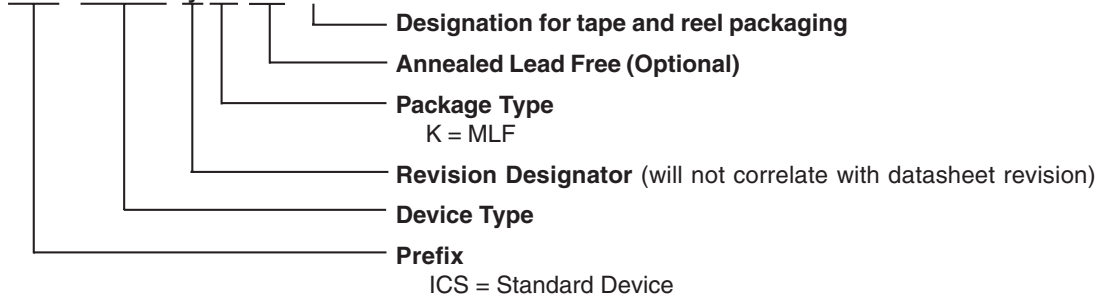 Designation for tape and reel packaging
Annealed Lead Free (Optional)
Package Type
K = MLF
Revision Designator (will not correlate with datasheet revision)
Device Type
Prefix
ICS = Standard Device